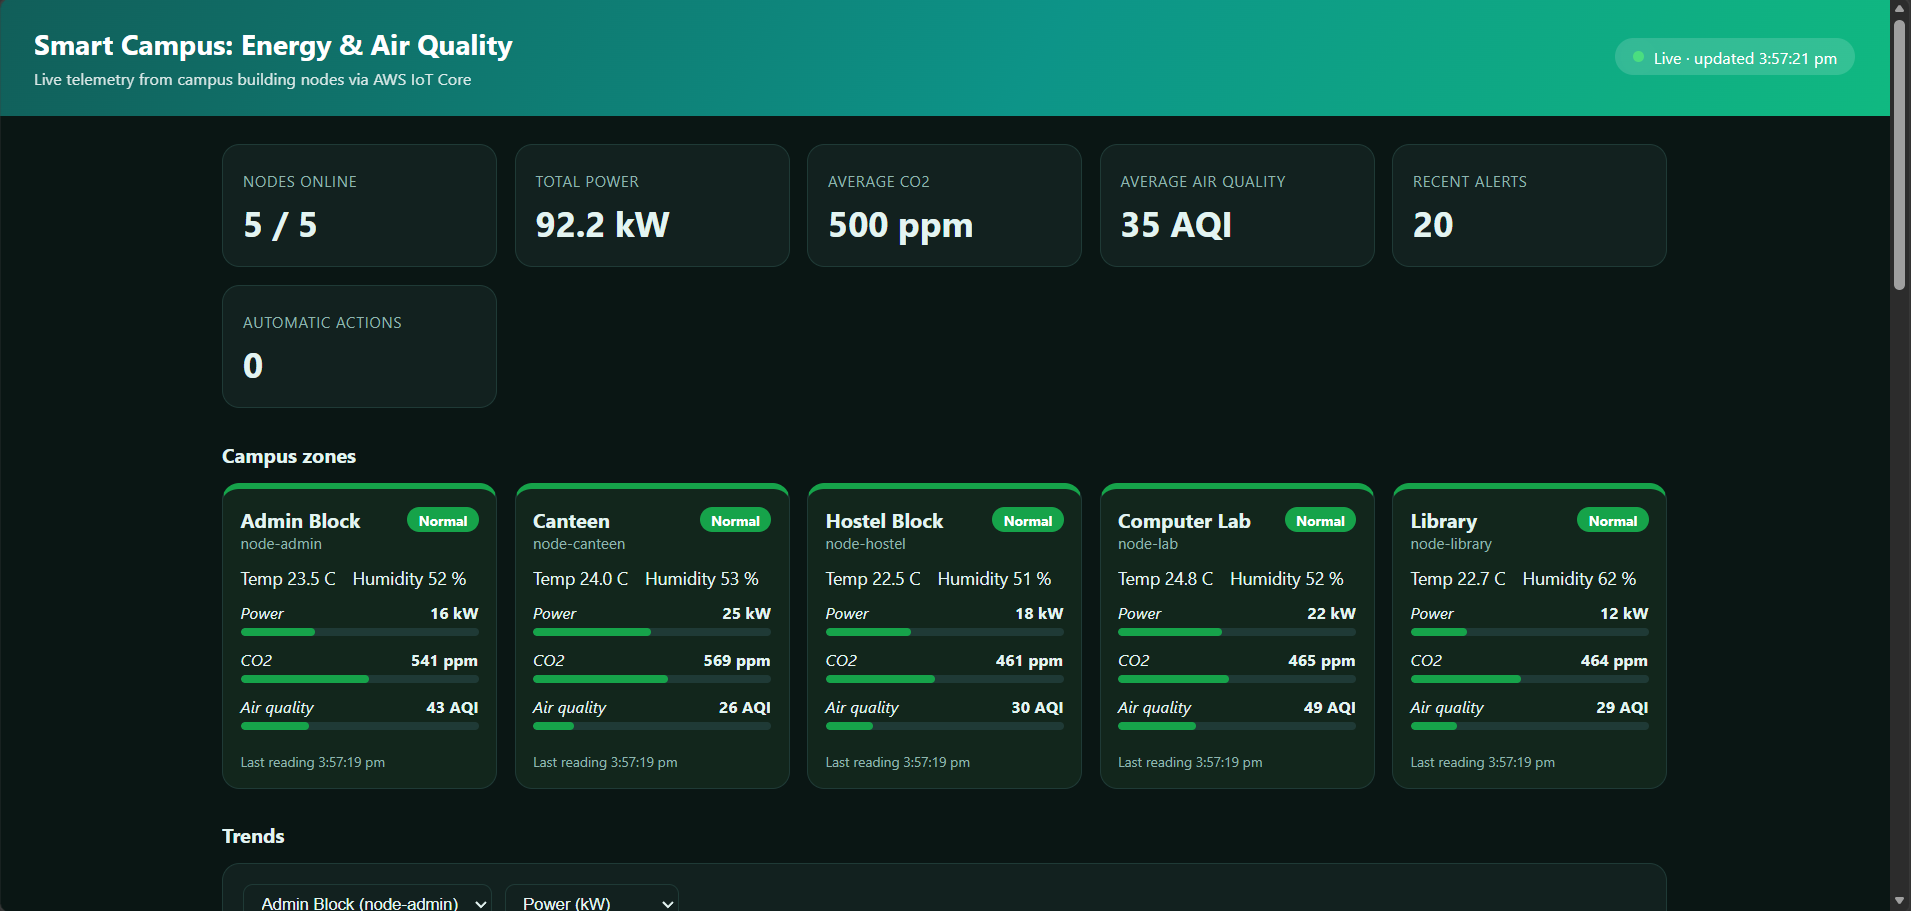 Smart Campus: Energy & Air Quality
Live telemetry from campus building nodes via AWS IoT Core
Live · updated 3:57:21 pm
NODES ONLINE
5 / 5
TOTAL POWER
92.2 kW
AVERAGE CO2
500 ppm
AVERAGE AIR QUALITY
35 AQI
RECENT ALERTS
20
AUTOMATIC ACTIONS
0
Campus zones
Admin Block
Normal
node-admin
Temp 23.5 C Humidity 52 %
Power 16 kW
CO2 541 ppm
Air quality 43 AQI
Last reading 3:57:19 pm
Canteen
Normal
node-canteen
Temp 24.0 C Humidity 53 %
Power 25 kW
CO2 569 ppm
Air quality 26 AQI
Last reading 3:57:19 pm
Hostel Block
Normal
node-hostel
Temp 22.5 C Humidity 51 %
Power 18 kW
CO2 461 ppm
Air quality 30 AQI
Last reading 3:57:19 pm
Computer Lab
Normal
node-lab
Temp 24.8 C Humidity 52 %
Power 22 kW
CO2 465 ppm
Air quality 49 AQI
Last reading 3:57:19 pm
Library
Normal
node-library
Temp 22.7 C Humidity 62 %
Power 12 kW
CO2 464 ppm
Air quality 29 AQI
Last reading 3:57:19 pm
Trends
Admin Block (node-admin)
Power (kW)